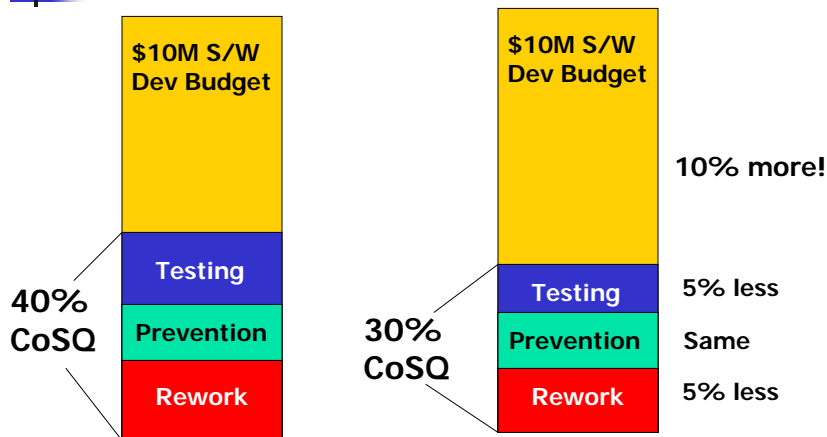 $10M S/W
Dev Budget
Testing
Prevention
Rework
40%
CoSQ
$10M S/W
Dev Budget
10% more!
Testing
5% less
Prevention
Same
Rework
5% less
30%
CoSQ